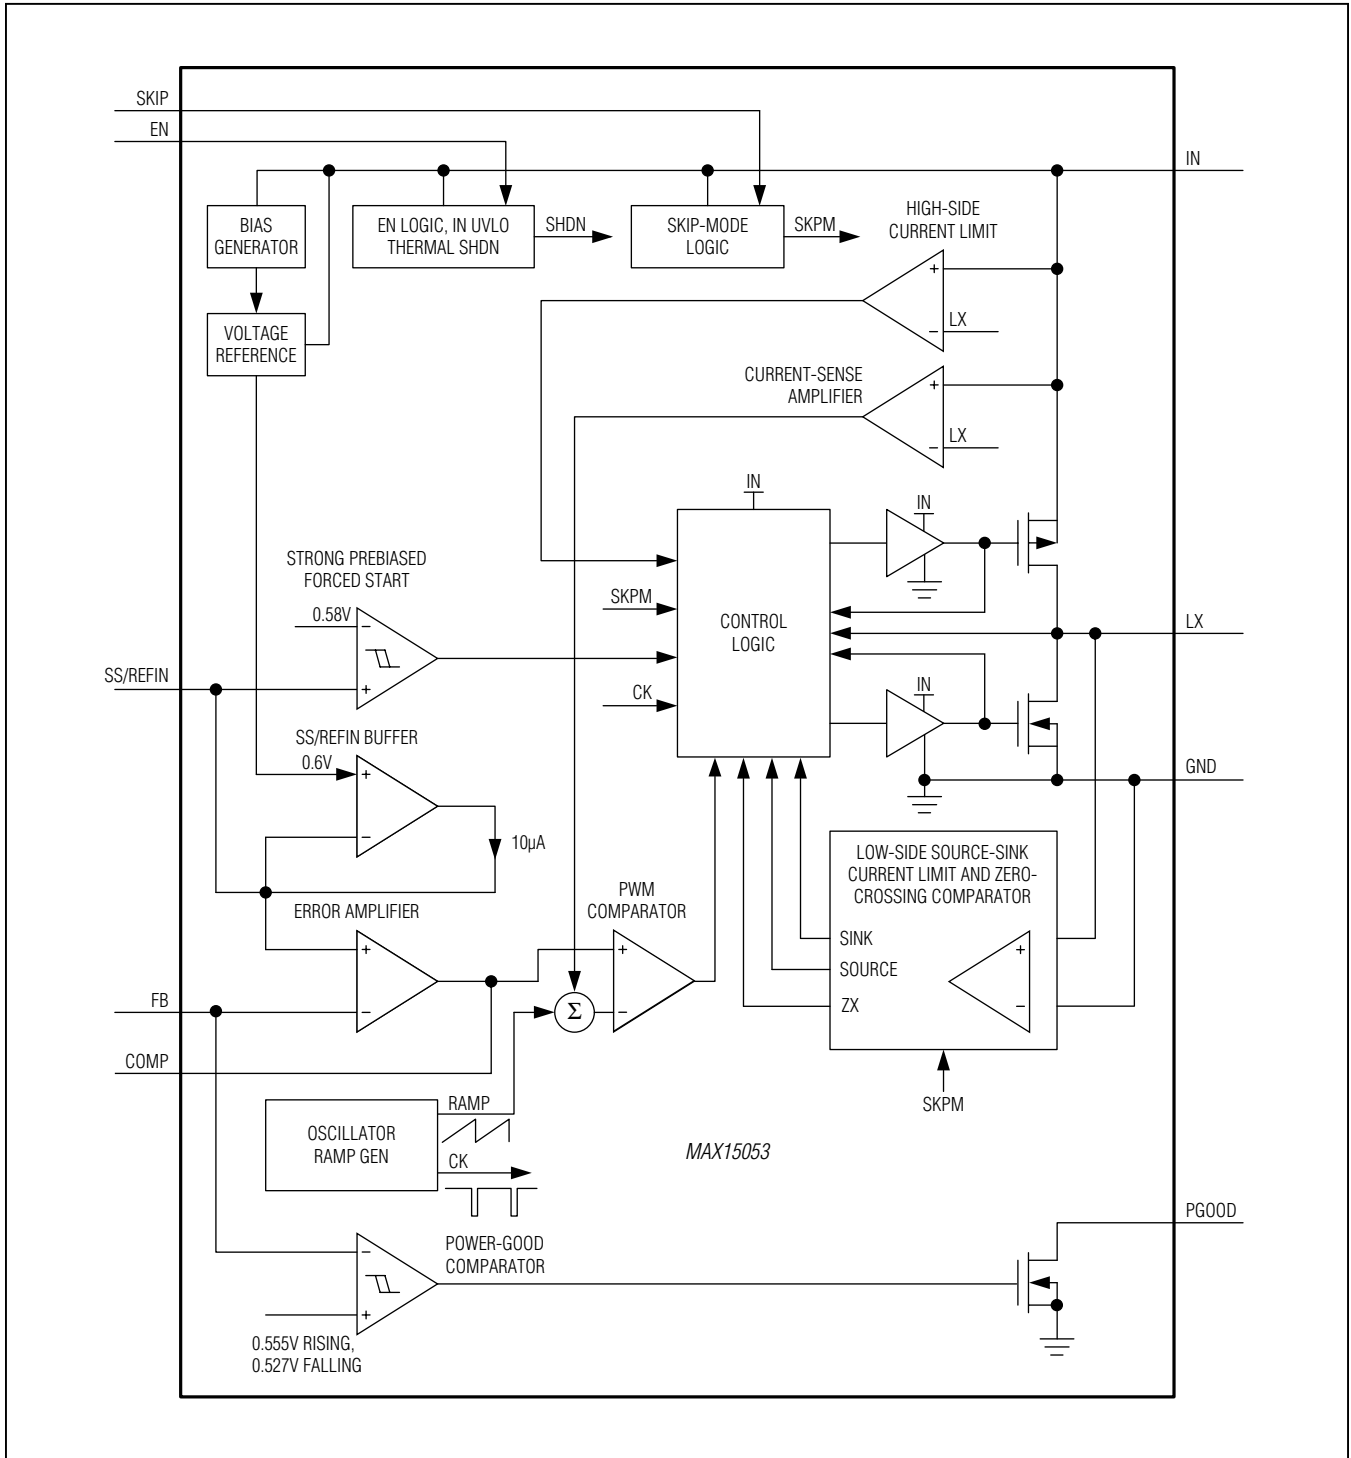 SKIP
EN
IN
BIAS
GENERATOR
EN LOGIC, IN UVLO
THERMAL SHDN
SHDN
SKIP-MODE
LOGIC
SKPM
HIGH-SIDE
CURRENT LIMIT
+
LX
−
VOLTAGE
REFERENCE
CURRENT-SENSE
AMPLIFIER
+
LX
−
IN
IN
STRONG PREBIASED
FORCED START
0.58V
−
+
SKPM
CONTROL
LOGIC
LX
SS/REFIN
CK
IN
SS/REFIN BUFFER
0.6V
+
−
10µA
GND
LOW-SIDE SOURCE-SINK
CURRENT LIMIT AND ZERO-
CROSSING COMPARATOR
SINK
SOURCE
ZX
+
−
SKPM
ERROR AMPLIFIER
+
−
PWM
COMPARATOR
+
−
Σ
FB
COMP
OSCILLATOR
RAMP GEN
RAMP
CK
MAX15053
PGOOD
POWER-GOOD
COMPARATOR
−
+
0.555V RISING,
0.527V FALLING